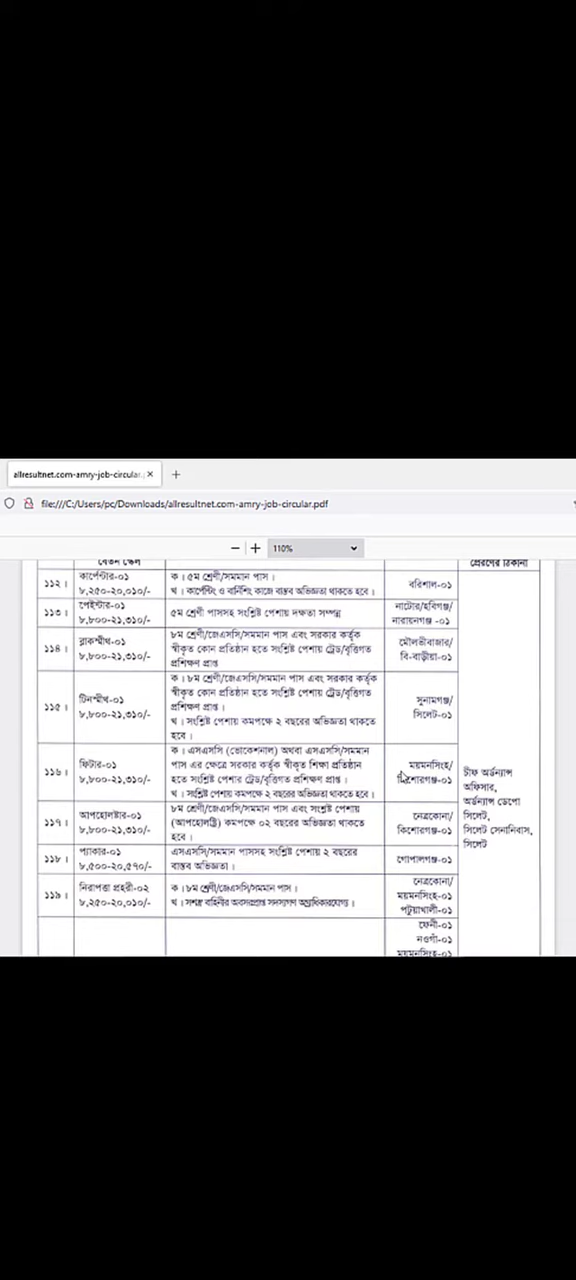 allresultnet.com-amry-job-circular.
file:///C:/Users/pc/Downloads/allresultnet.com-amry-job-circular.pdf
110%
বেতন স্কেল
প্রেরণের ঠিকানা
১১২।
কার্পেন্টার-০১
৮,২৫০-২০,০১০/-
ক। ৫ম শ্রেণী/সমমান পাস।
খ। কার্পেন্টিং ও বার্নিশিং কাজে বাস্তব অভিজ্ঞতা থাকতে হবে।
বরিশাল-০১
১১৩।
পেইন্টার-০১
৮,৮০০-২১,৩১০/-
৫ম শ্রেণী পাসসহ সংশ্লিষ্ট পেশায় দক্ষতা সম্পন্ন
নাটোর/হবিগঞ্জ/
নারায়নগঞ্জ -০১
১১৪।
ব্লাকস্মীথ-০১
৮,৮০০-২১,৩১০/-
৮ম শ্রেণী/জেএসসি/সমমান পাস এবং সরকার কর্তৃক
স্বীকৃত কোন প্রতিষ্ঠান হতে সংশ্লিষ্ট পেশায় ট্রেড/বৃত্তিগত
প্রশিক্ষণ প্রাপ্ত
মৌলভীবাজার/
বি-বাড়ীয়া-০১
১১৫।
টিনস্মীথ-০১
৮,৮০০-২১,৩১০/-
ক। ৮ম শ্রেণী/জেএসসি/সমমান পাস এবং সরকার কর্তৃক
স্বীকৃত কোন প্রতিষ্ঠান হতে সংশ্লিষ্ট পেশায় ট্রেড/বৃত্তিগত
প্রশিক্ষণ প্রাপ্ত।
খ। সংশ্লিষ্ট পেশায় কমপক্ষে ২ বছরের অভিজ্ঞতা থাকতে
হবে।
সুনামগঞ্জ/
সিলেট-০১
১১৬।
ফিটার-০১
৮,৮০০-২১,৩১০/-
ক। এসএসসি (ভোকেশনাল) অথবা এসএসসি/সমমান
পাস এর ক্ষেত্রে সরকার কর্তৃক স্বীকৃত শিক্ষা প্রতিষ্ঠান
হতে সংশ্লিষ্ট পেশার ট্রেড/বৃত্তিগত প্রশিক্ষণ প্রাপ্ত।
খ। সংশ্লিষ্ট পেশায় কমপক্ষে ২ বছরের অভিজ্ঞতা থাকতে হবে।
ময়মনসিংহ/
কিশোরগঞ্জ-০১
চীফ অর্ডন্যান্স
অফিসার,
অর্ডন্যান্স ডেপো
সিলেট,
সিলেট সেনানিবাস,
সিলেট
১১৭।
আপহোলষ্টার-০১
৮,৮০০-২১,৩১০/-
৮ম শ্রেণী/জেএসসি/সমমান পাস এবং সংশ্লিষ্ট পেশায়
(আপহোলষ্ট্রি) কমপক্ষে ০২ বছরের অভিজ্ঞতা থাকতে
হবে।
নেত্রকোনা/
কিশোরগঞ্জ-০১
১১৮।
প্যাকার-০১
৮,৫০০-২০,৫৭০/-
এসএসসি/সমমান পাসসহ সংশ্লিষ্ট পেশায় ২ বছরের
বাস্তব অভিজ্ঞতা।
গোপালগঞ্জ-০১
১১৯।
নিরাপত্তা প্রহরী-০২
৮,২৫০-২০,০১০/-
ক। ৮ম শ্রেণী/জেএসসি/সমমান পাস।
খ। সশস্ত্র বাহিনীর অবসরপ্রাপ্ত সদস্যগণ অগ্রাধিকারযোগ্য।
নেত্রকোনা/
ময়মনসিংহ-০১
পটুয়াখালী-০১
ফেনী-০১
নওগাঁ-০১
ময়মনসিংহ-০১